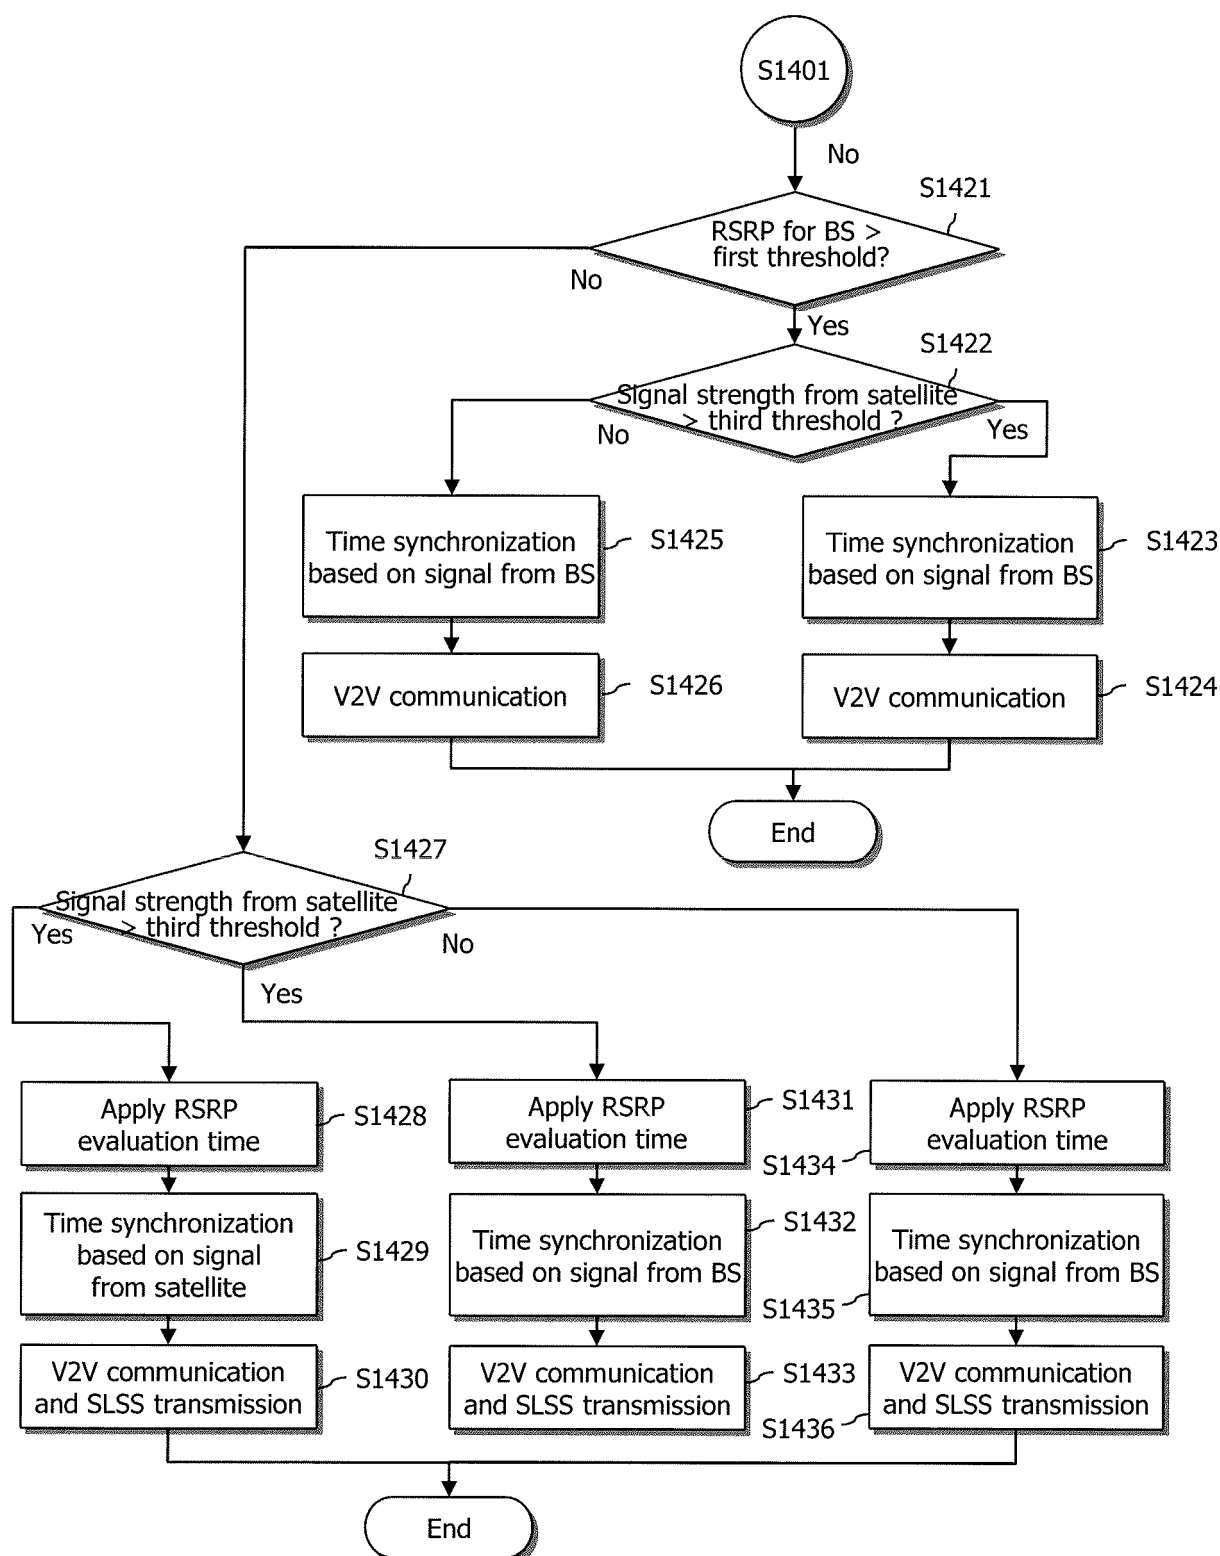 S1401
No
S1421
RSRP for BS >
first threshold?
No
Yes
S1422
Signal strength from satellite
> third threshold ?
No
Yes
Time synchronization
based on signal from BS
S1425
Time synchronization
based on signal from BS
S1423
V2V communication
S1426
V2V communication
S1424
End
S1427
Signal strength from satellite
> third threshold ?
Yes
No
Yes
Apply RSRP
evaluation time
S1428
Apply RSRP
evaluation time
S1431
Apply RSRP
evaluation time
S1434
Time synchronization
based on signal
from satellite
S1429
Time synchronization
based on signal from BS
S1432
Time synchronization
based on signal from BS
S1435
V2V communication
and SLSS transmission
S1430
V2V communication
and SLSS transmission
S1433
V2V communication
and SLSS transmission
S1436
End